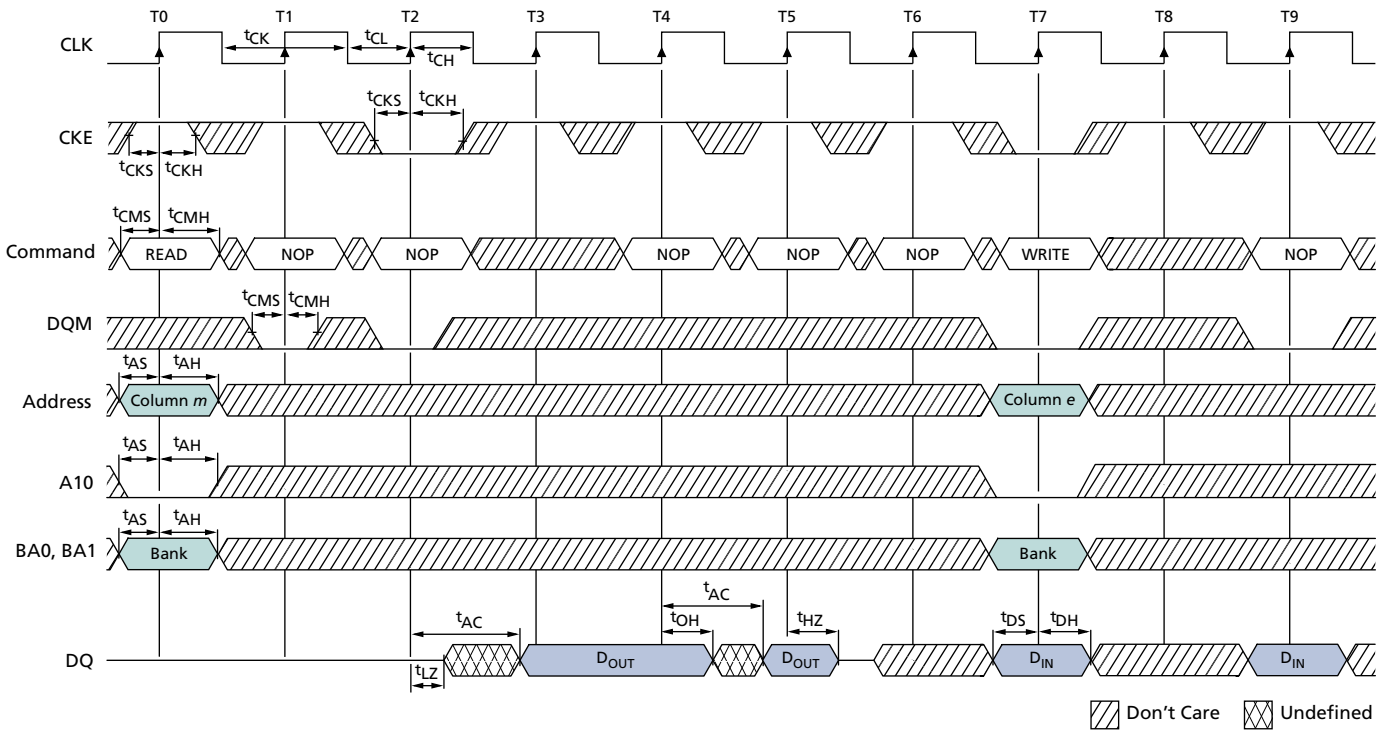 T0 T1 T2 T3 T4 T5 T6 T7 T8 T9
CLK tCK tCL tCH
tCKS tCKH
CKE
tCKS tCKH
tCMS tCMH
Command READ NOP NOP NOP NOP NOP WRITE NOP
tCMS tCMH
DQM
tAS tAH
Address Column m Column e
tAS tAH
A10
tAS tAH
BA0, BA1 Bank Bank
tAC tAC tOH tHZ tDS tDH
DQ DOUT DOUT DIN DIN
tLZ
Don't Care Undefined